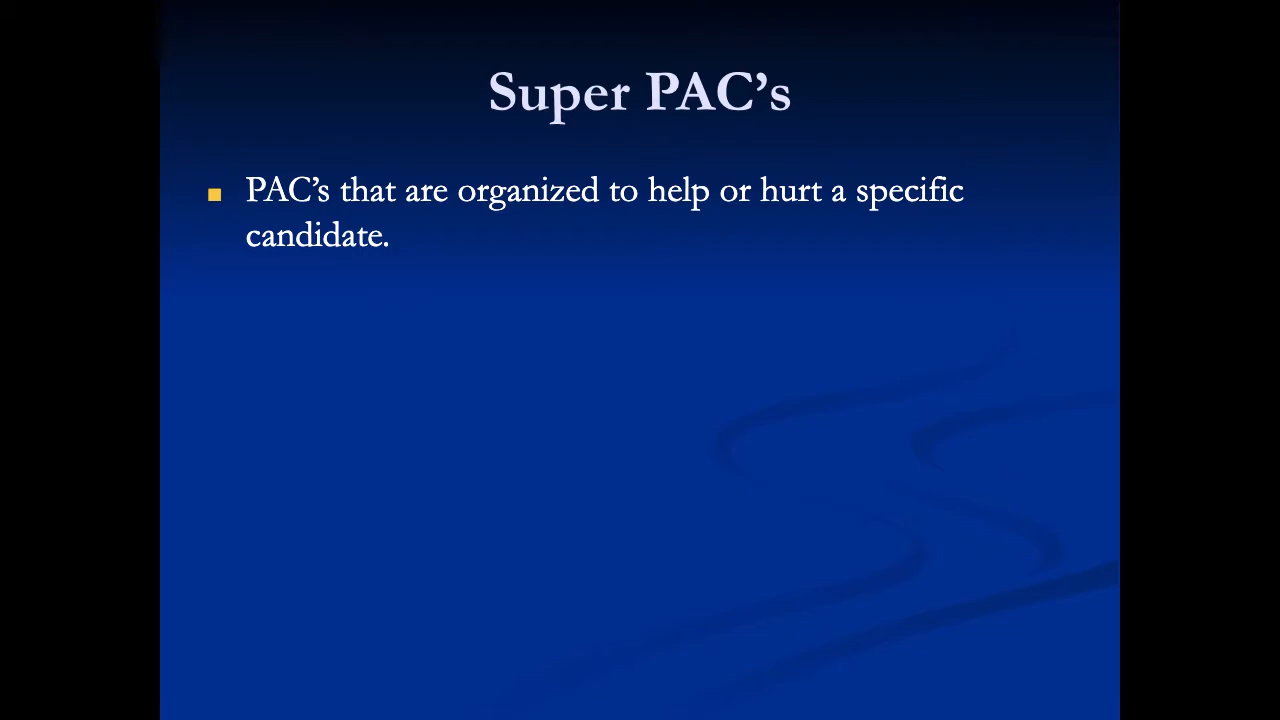 Super PAC’s
PAC’s that are organized to help or hurt a specific
candidate.